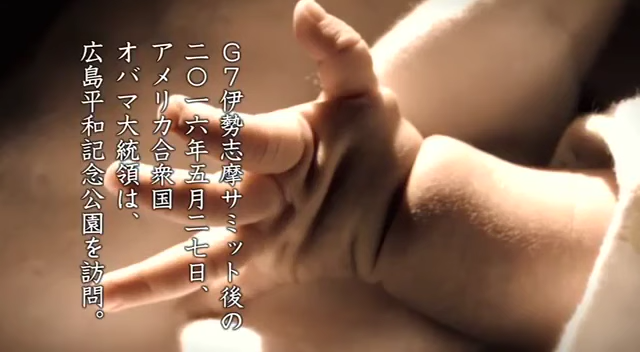 G7伊勢志摩サミット後の
二〇一六年五月二七日、
アメリカ合衆国
オバマ大統領は、
広島平和記念公園を訪問。